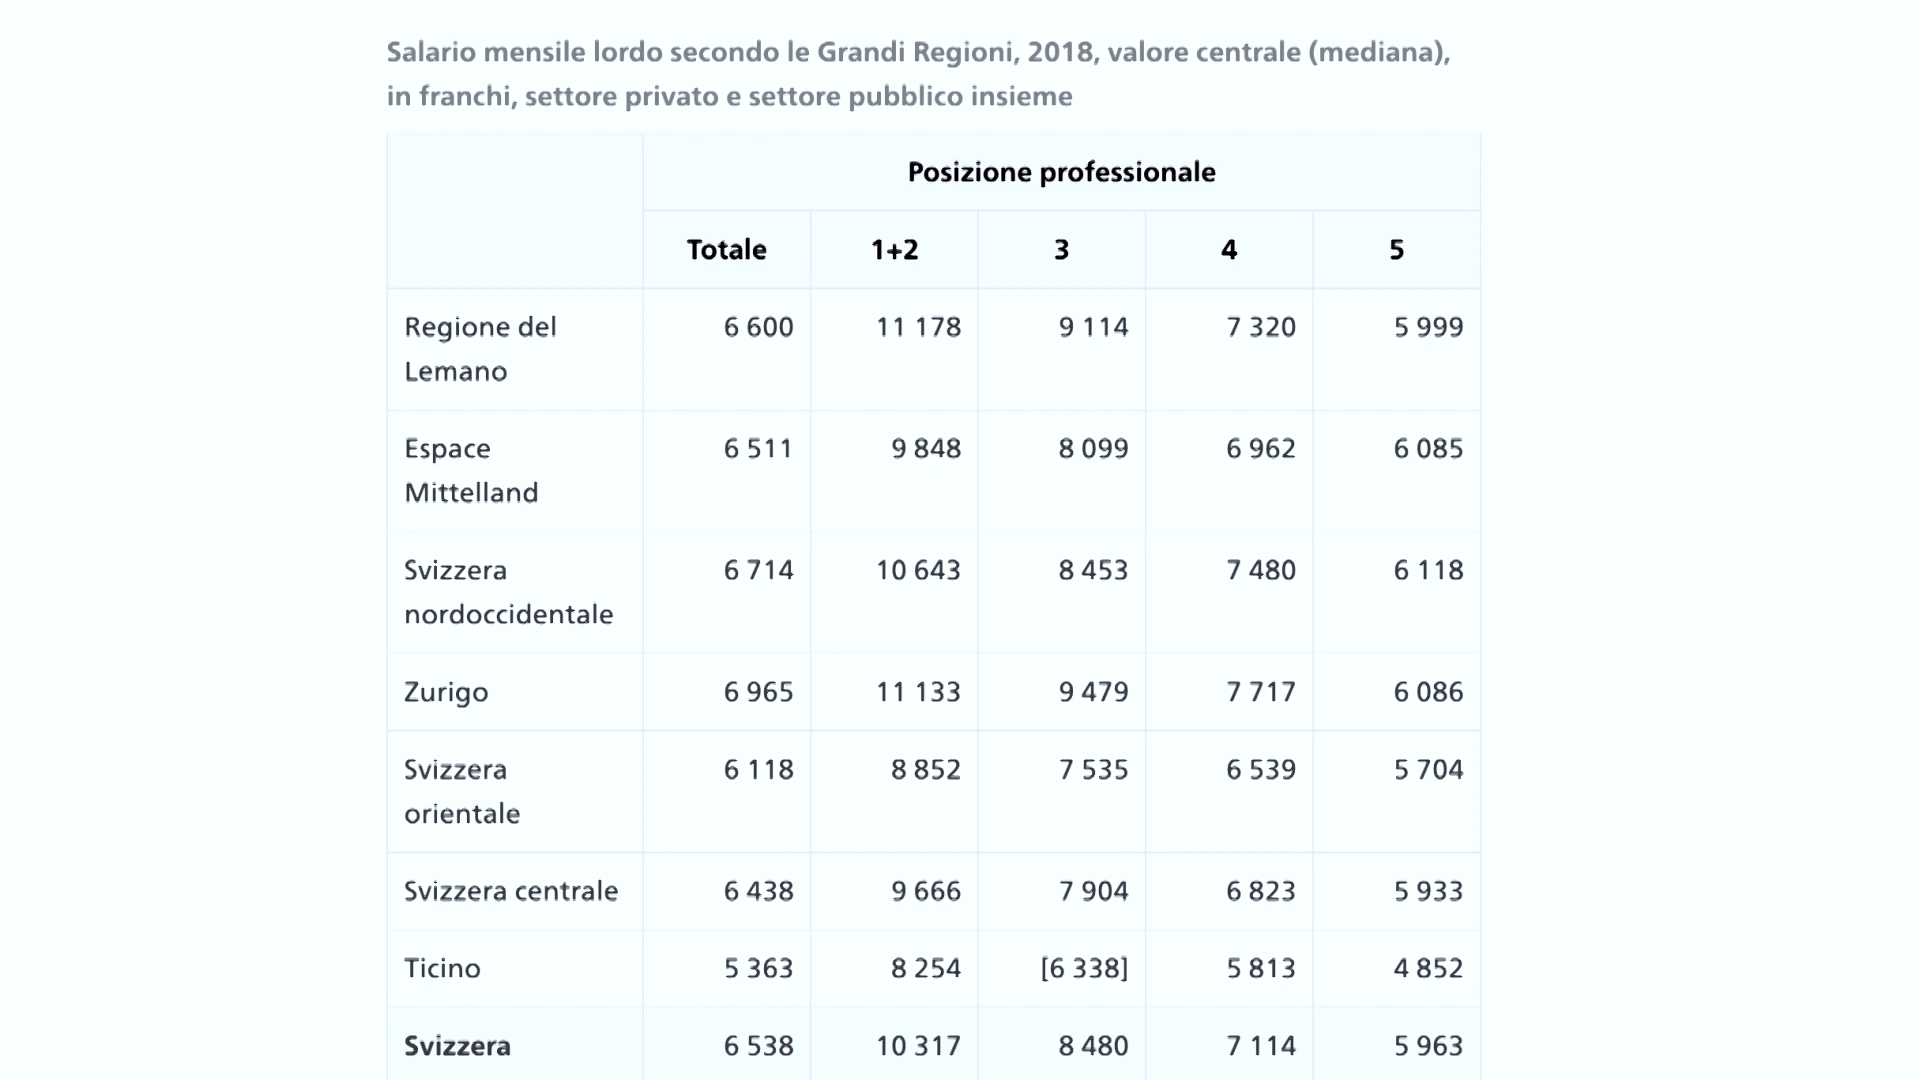 Salario mensile lordo secondo le Grandi Regioni, 2018, valore centrale (mediana),
in franchi, settore privato e settore pubblico insieme
Posizione professionale
Totale 1+2 3 4 5
Regione del 6 600 11 178 9 114 7 320 5 999
Lemano
Espace 6 511 9 848 8 099 6 962 6 085
Mittelland
Svizzera 6 714 10 643 8 453 7 480 6 118
nordoccidentale
Zurigo 6 965 11 133 9 479 7 717 6 086
Svizzera 6 118 8 852 7 535 6 539 5 704
orientale
Svizzera centrale 6 438 9 666 7 904 6 823 5 933
Ticino 5 363 8 254 [6 338] 5 813 4 852
Svizzera 6 538 10 317 8 480 7 114 5 963